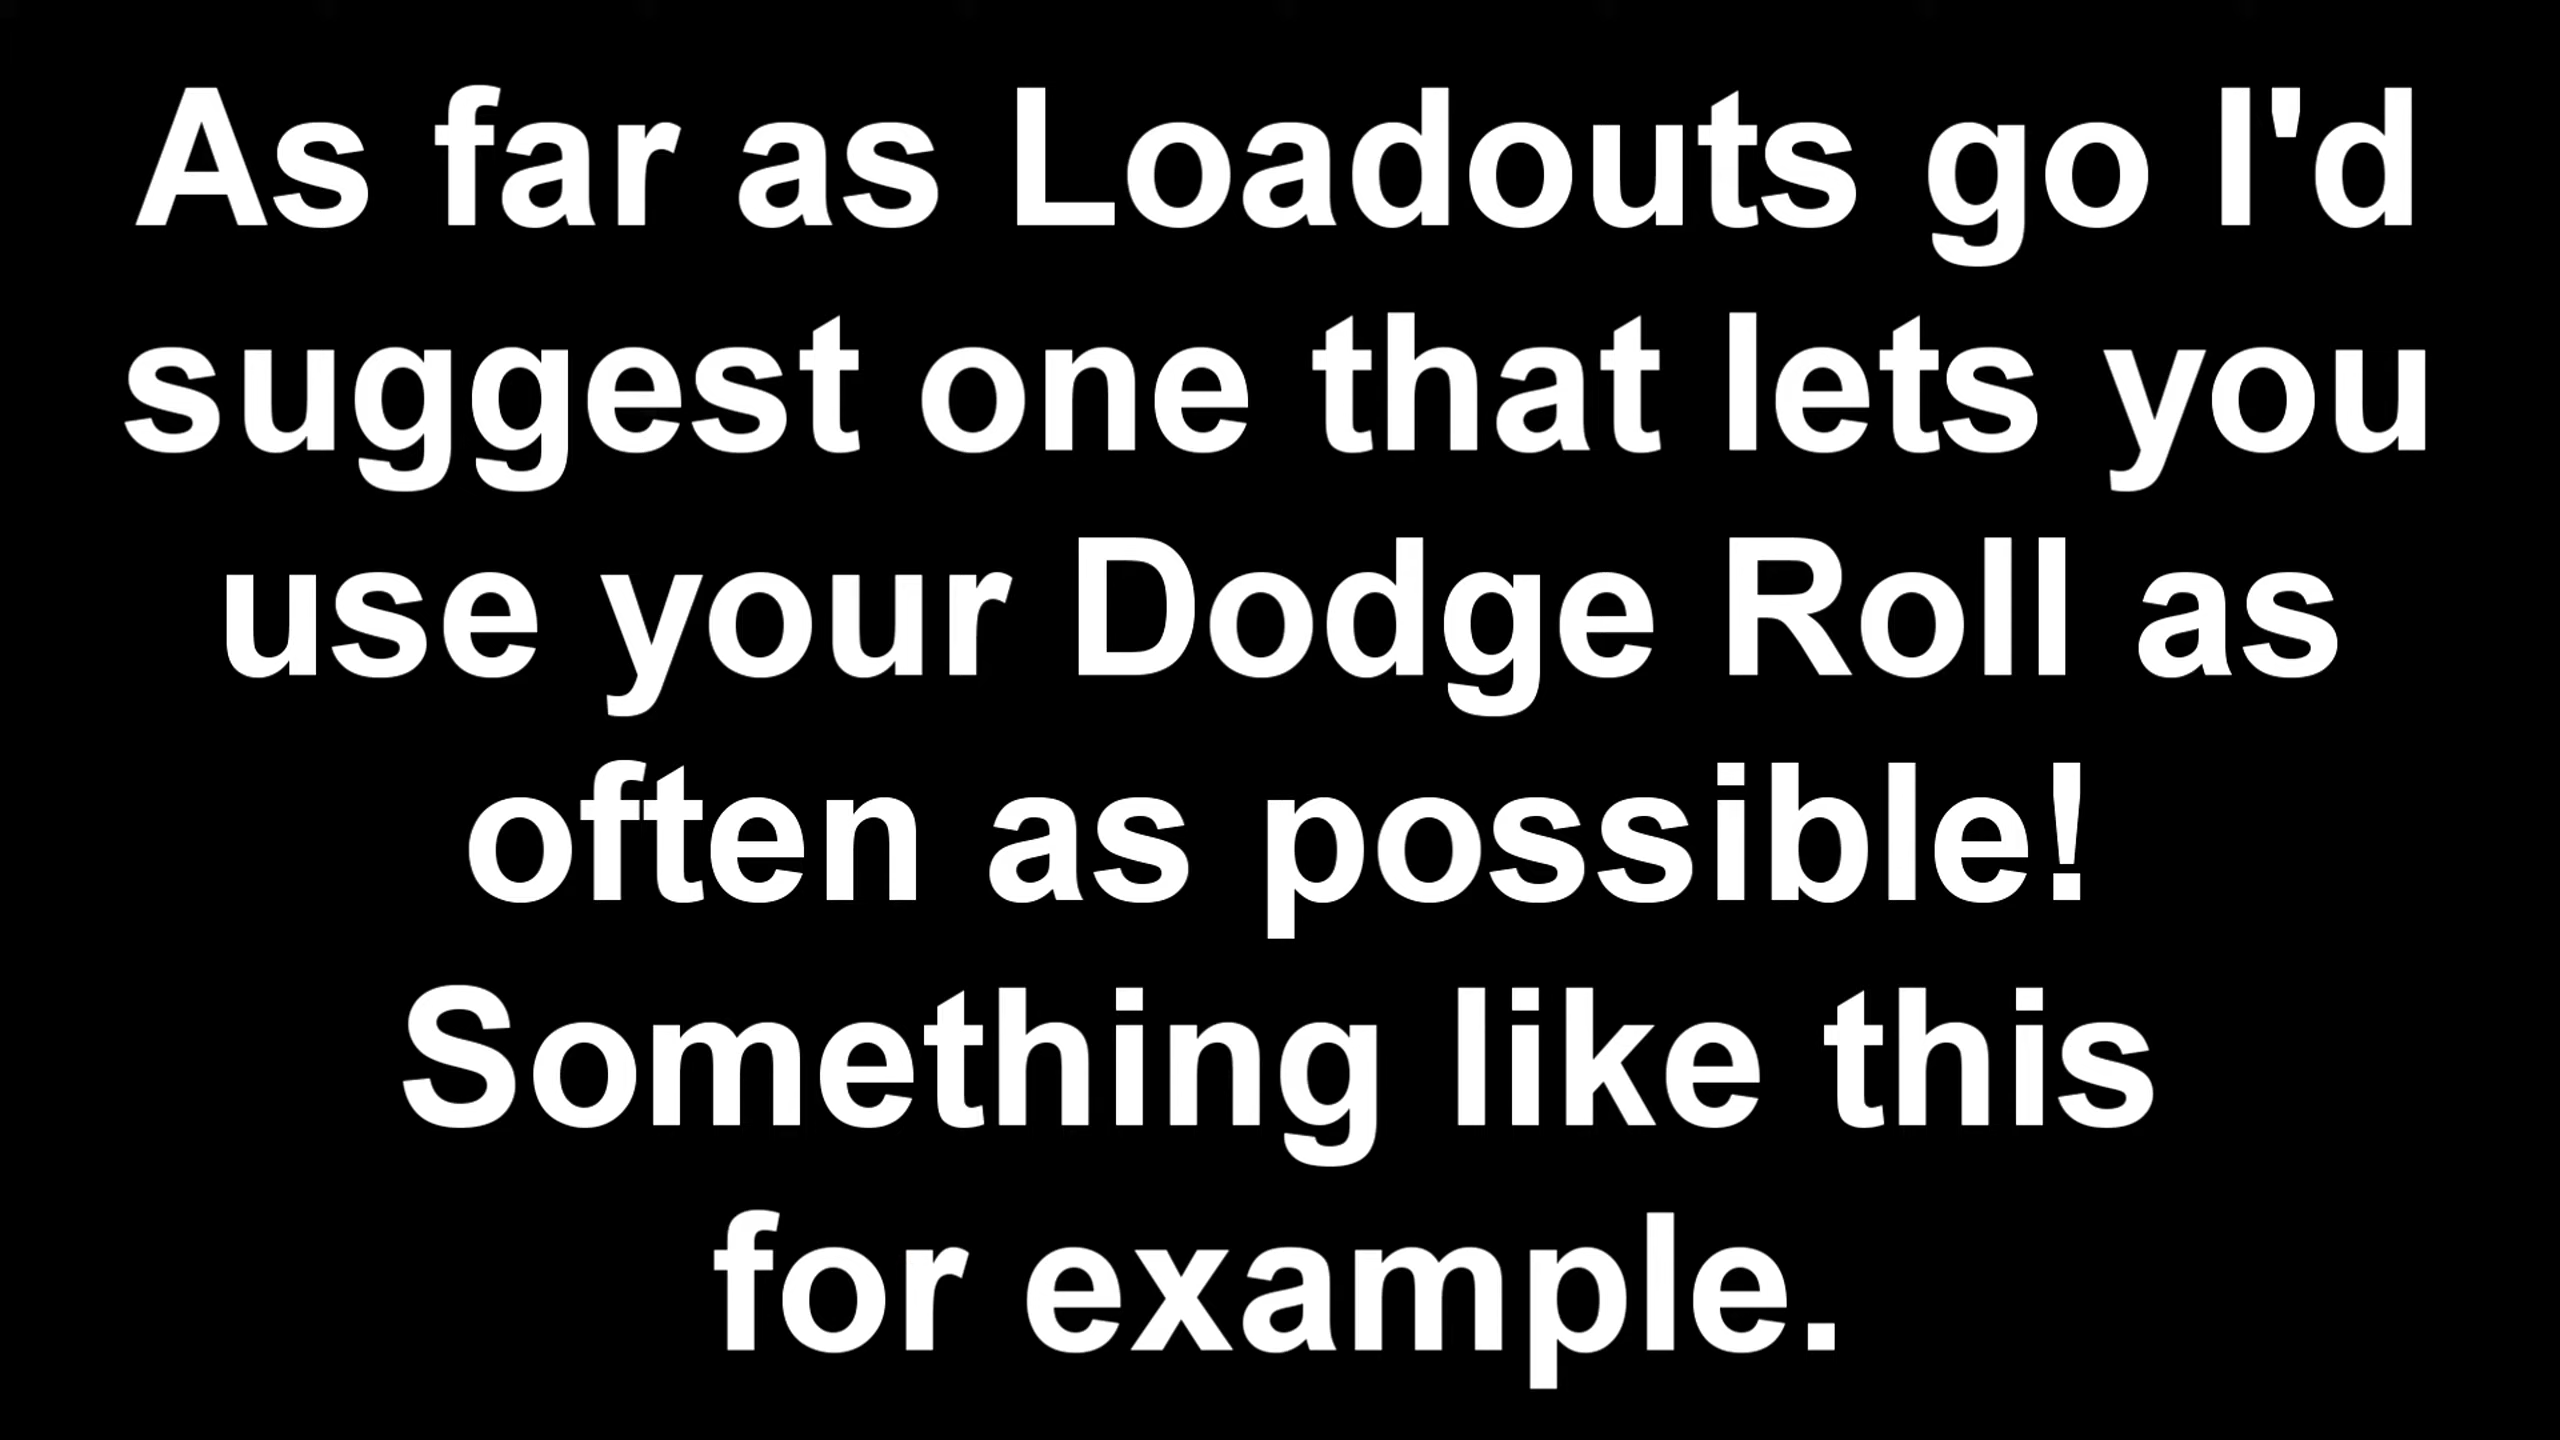 As far as Loadouts go I'd
suggest one that lets you
use your Dodge Roll as
often as possible!
Something like this
for example.